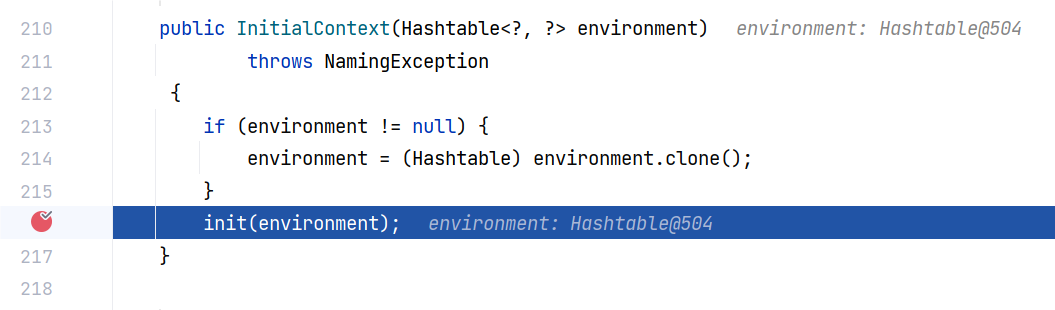 210 public InitialContext(Hashtable<?, ?> environment) environment: Hashtable@504
211 throws NamingException
212 {
213 if (environment != null) {
214 environment = (Hashtable) environment.clone();
215 }
init(environment); environment: Hashtable@504
217 }
218